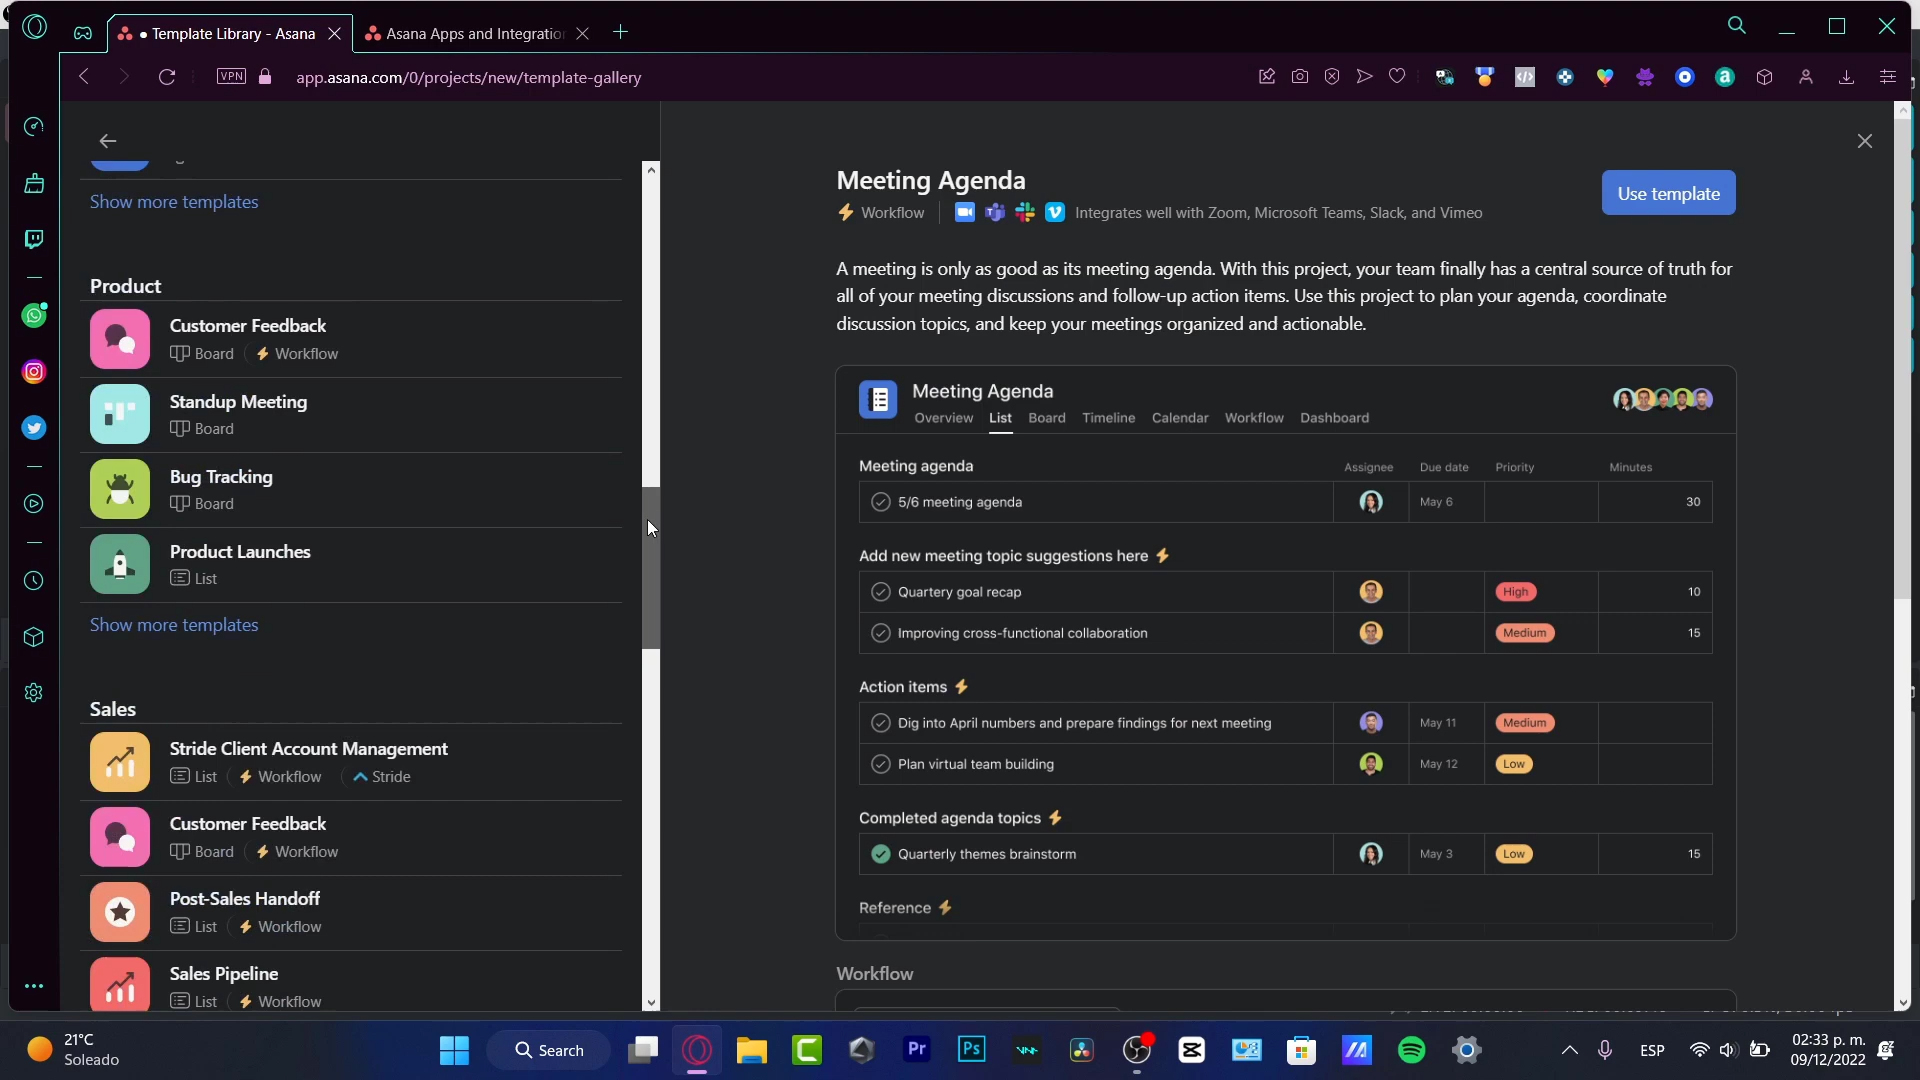 Template Library - Asana
Asana Apps and Integratio
VPN
app.asana.com/0/projects/new/template-gallery
Show more templates
Product
Customer Feedback
Board
Workflow
Standup Meeting
Board
Bug Tracking
Board
Product Launches
List
Show more templates
Sales
Stride Client Account Management
List
Workflow
Stride
Customer Feedback
Board
Workflow
Post-Sales Handoff
List
Workflow
Sales Pipeline
List
Workflow
Meeting Agenda
Use template
Workflow
Integrates well with Zoom, Microsoft Teams, Slack, and Vimeo
A meeting is only as good as its meeting agenda. With this project, your team finally has a central source of truth for
all of your meeting discussions and follow-up action items. Use this project to plan your agenda, coordinate
discussion topics, and keep your meetings organized and actionable.
Meeting Agenda
Overview List Board Timeline Calendar Workflow Dashboard
Meeting agenda Assignee Due date Priority Minutes
5/6 meeting agenda May 6 30
Add new meeting topic suggestions here
Quartery goal recap High 10
Improving cross-functional collaboration Medium 15
Action items
Dig into April numbers and prepare findings for next meeting May 11 Medium
Plan virtual team building May 12 Low
Completed agenda topics
Quarterly themes brainstorm May 3 Low 15
Reference
Workflow
21°C
Soleado
Search
Pr
Ps
ESP
02:33 p. m.
09/12/2022